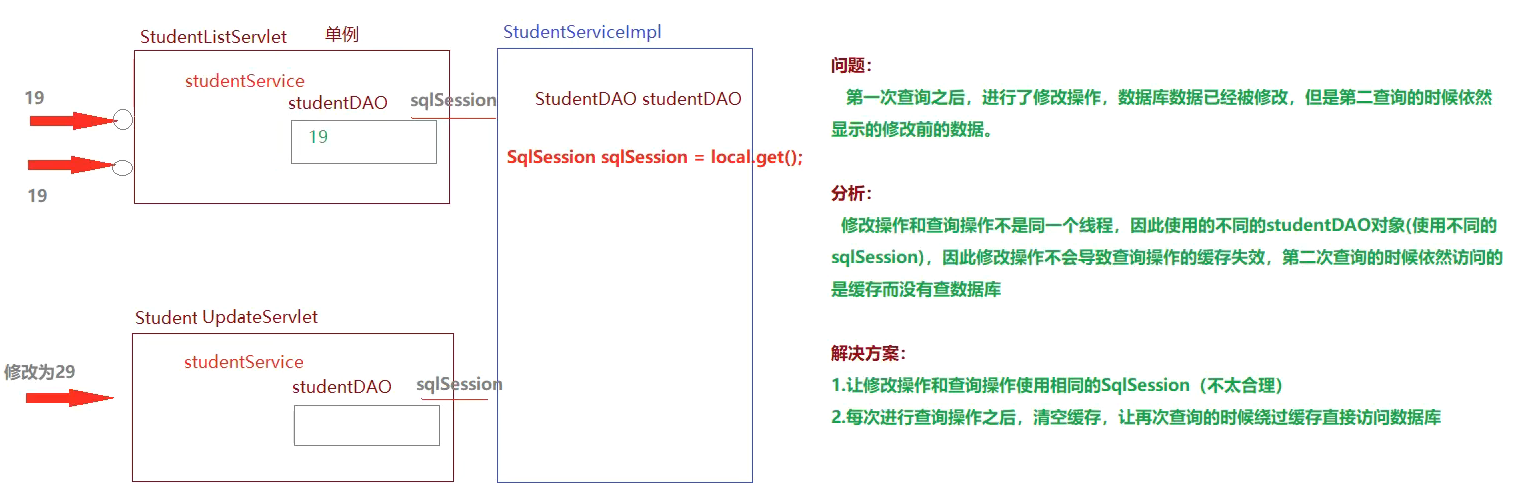 StudentListServlet 单例
studentService
studentDAO sqlSession
19
19
19
StudentServiceImpl
StudentDAO studentDAO
SqlSession sqlSession = local.get();
Student UpdateServlet
studentService
修改为29
studentDAO sqlSession
问题：
第一次查询之后，进行了修改操作，数据库数据已经被修改，但是第二查询的时候依然
显示的修改前的数据。
分析：
修改操作和查询操作不是同一个线程，因此使用的不同的studentDAO对象(使用不同的
sqlSession)，因此修改操作不会导致查询操作的缓存失效，第二次查询的时候依然访问的
是缓存而没有查数据库
解决方案：
1.让修改操作和查询操作使用相同的SqlSession（不太合理）
2.每次进行查询操作之后，清空缓存，让再次查询的时候绕过缓存直接访问数据库